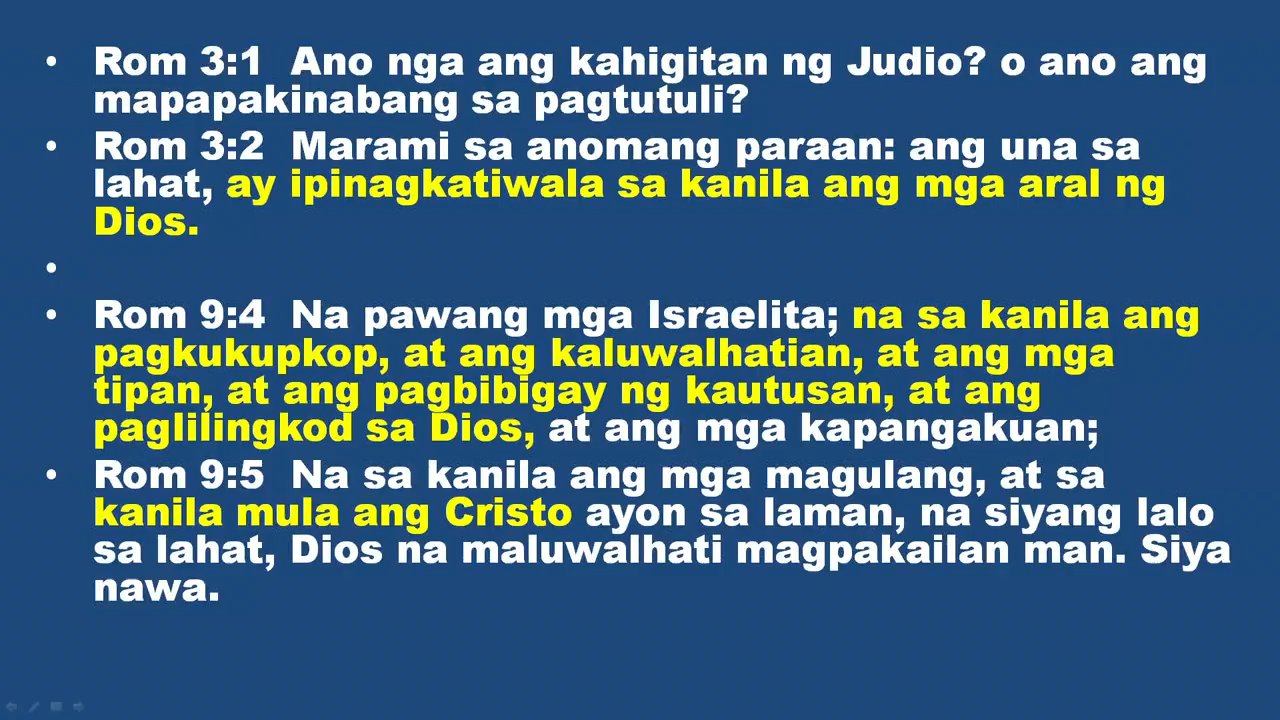 • Rom 3:1 Ano nga ang kahigitan ng Judio? o ano ang
mapapakinabang sa pagtutuli?
• Rom 3:2 Marami sa anomang paraan: ang una sa
lahat, ay ipinagkatiwala sa kanila ang mga aral ng
Dios.
•
• Rom 9:4 Na pawang mga Israelita; na sa kanila ang
pagkukupkop, at ang kaluwalhatian, at ang mga
tipan, at ang pagbibigay ng kautusan, at ang
paglilingkod sa Dios, at ang mga kapangakuan;
• Rom 9:5 Na sa kanila ang mga magulang, at sa
kanila mula ang Cristo ayon sa laman, na siyang lalo
sa lahat, Dios na maluwalhati magpakailan man. Siya
nawa.